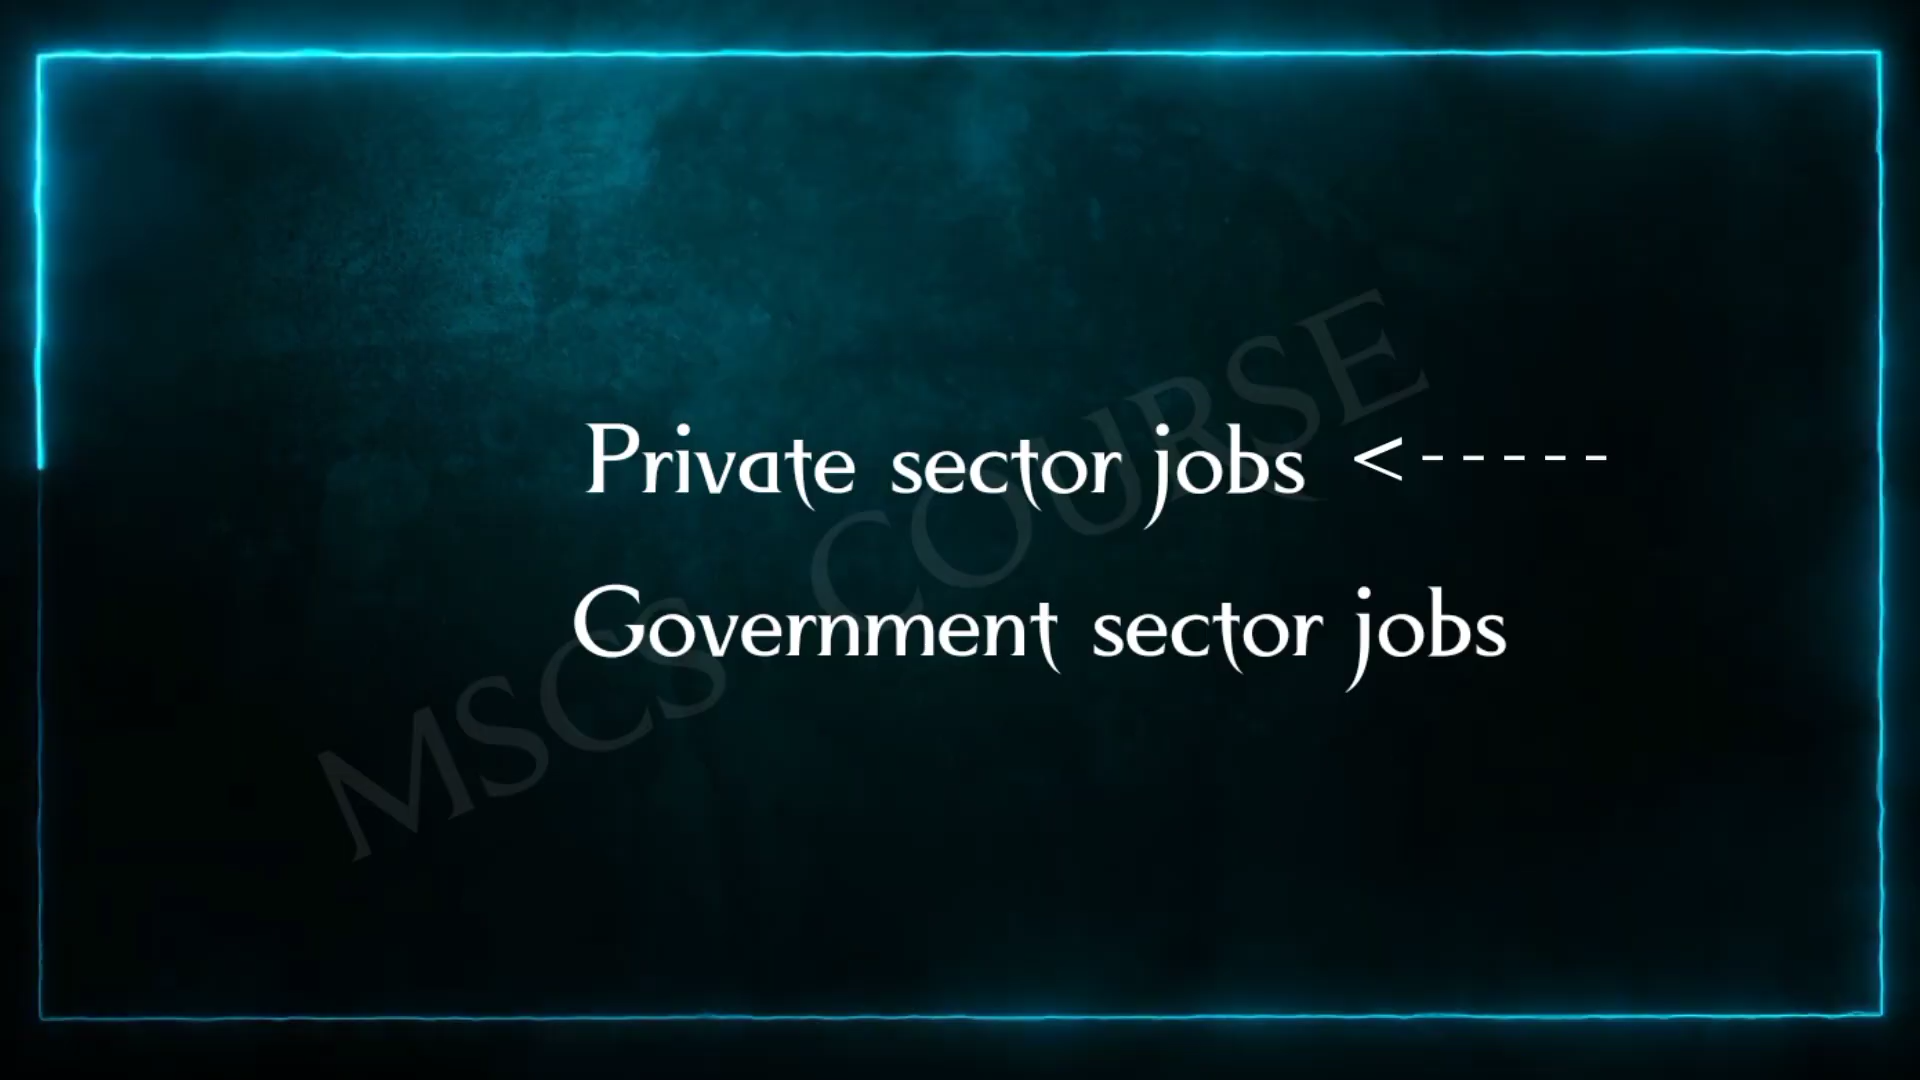 Private sector jobs <-----
Government sector jobs
MSCS COURSE